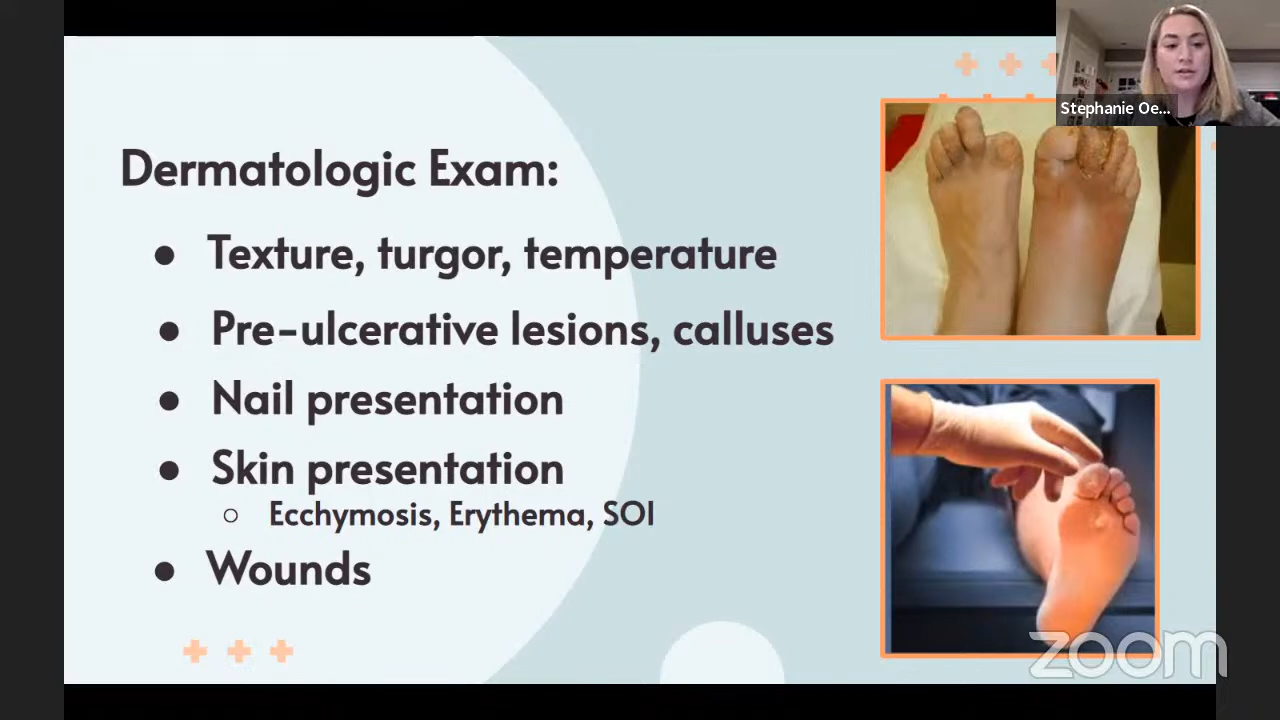 Stephanie Oe...
Dermatologic Exam:
● Texture, turgor, temperature
● Pre-ulcerative lesions, calluses
● Nail presentation
● Skin presentation
○ Ecchymosis, Erythema, SOI
● Wounds
zoom